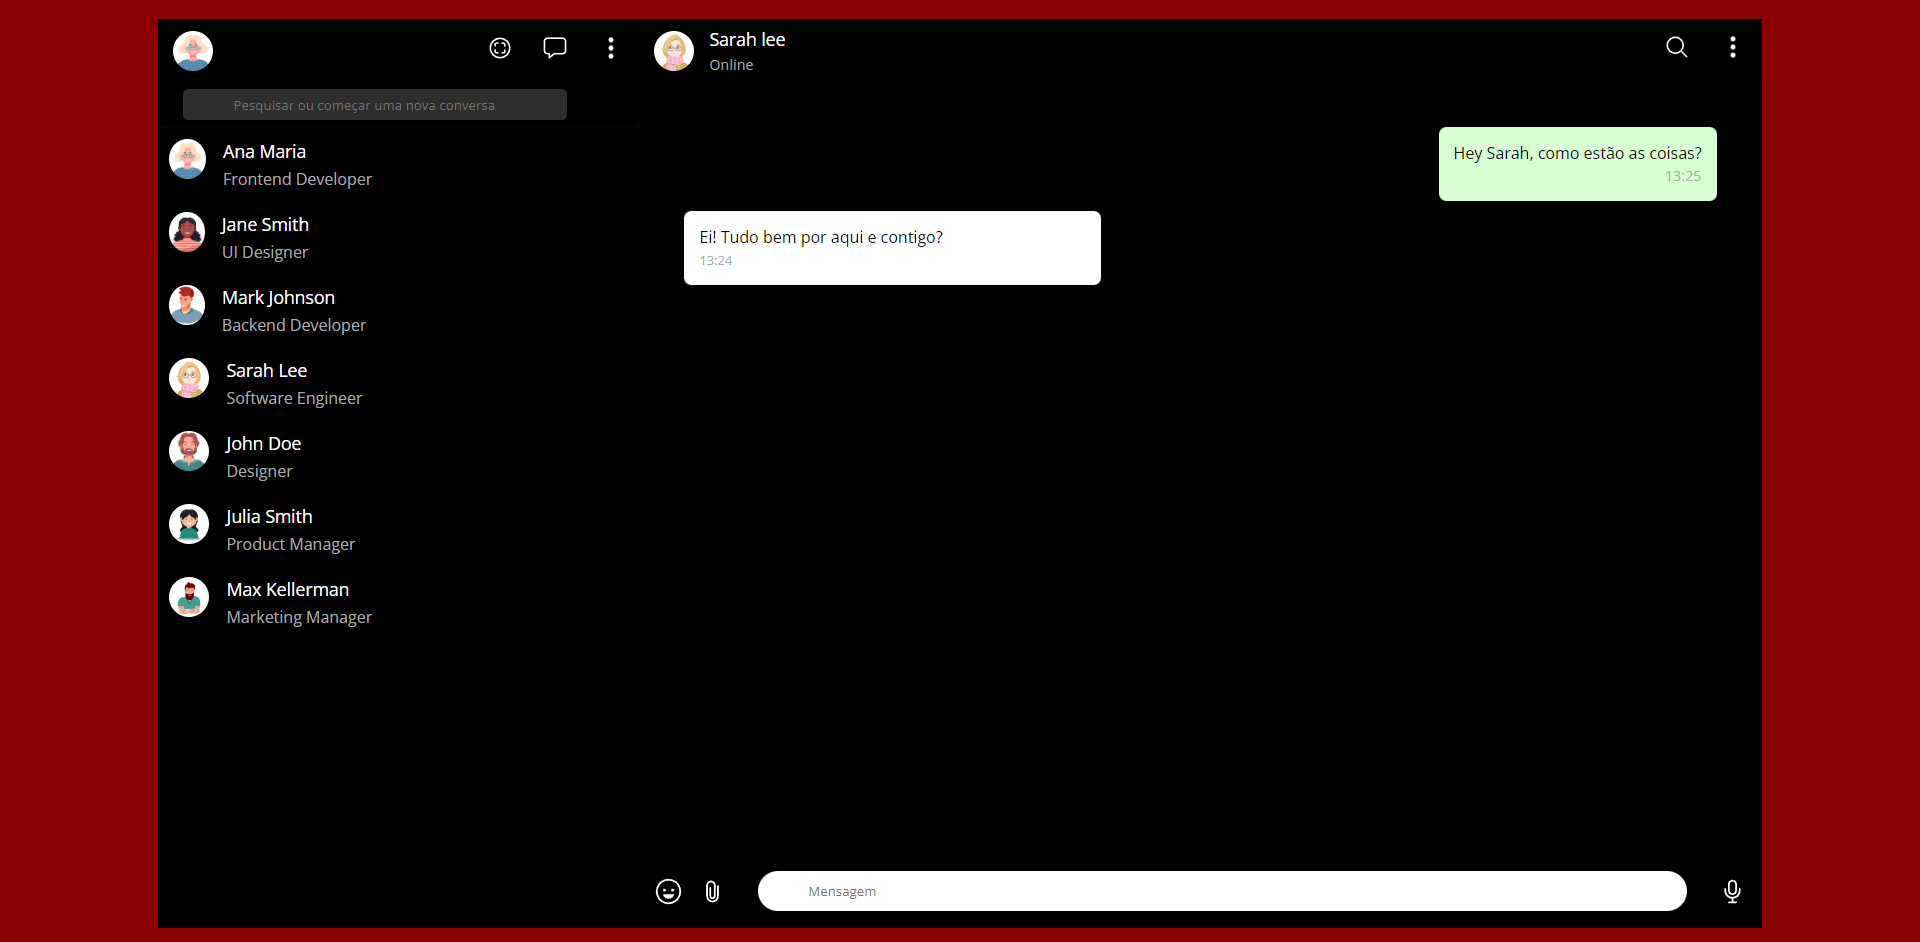 Pesquisar ou começar uma nova conversa
Ana Maria
Frontend Developer
Jane Smith
UI Designer
Mark Johnson
Backend Developer
Sarah Lee
Software Engineer
John Doe
Designer
Julia Smith
Product Manager
Max Kellerman
Marketing Manager
Sarah lee
Online
Hey Sarah, como estão as coisas?
13:25
Ei! Tudo bem por aqui e contigo?
13:24
Mensagem